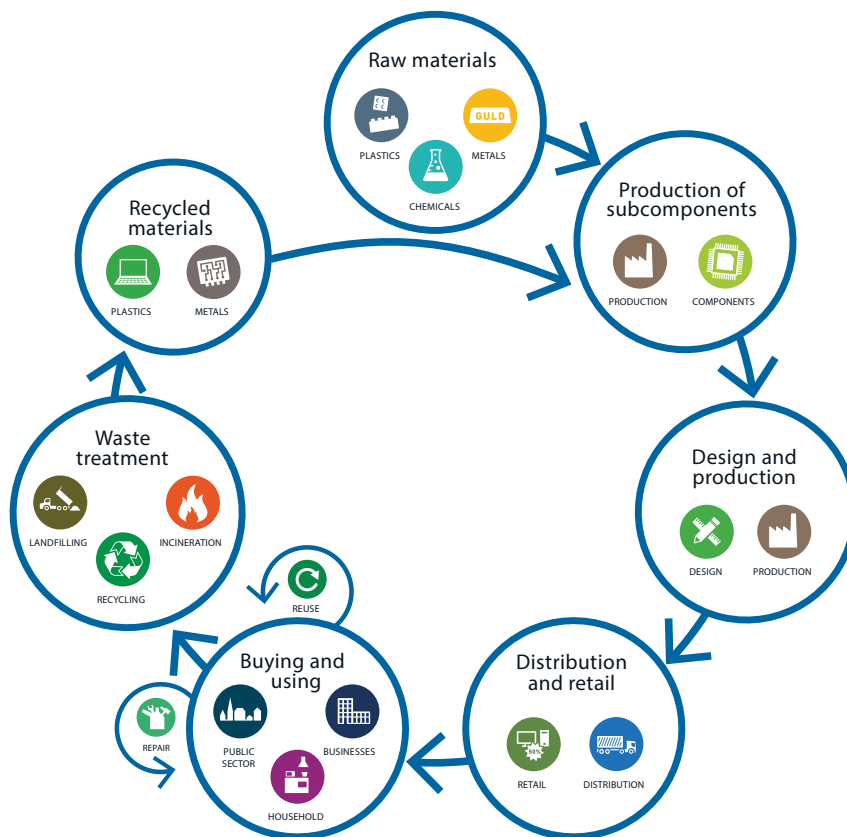 Raw materials
PLASTICS
GULD
METALS
CHEMICALS
Production of
subcomponents
PRODUCTION
COMPONENTS
Design and
production
DESIGN
PRODUCTION
Distribution
and retail
50%
RETAIL
DISTRIBUTION
Buying and
using
PUBLIC
SECTOR
BUSINESSES
HOUSEHOLD
REUSE
REPAIR
Waste
treatment
LANDFILLING
INCINERATION
RECYCLING
Recycled
materials
PLASTICS
METALS